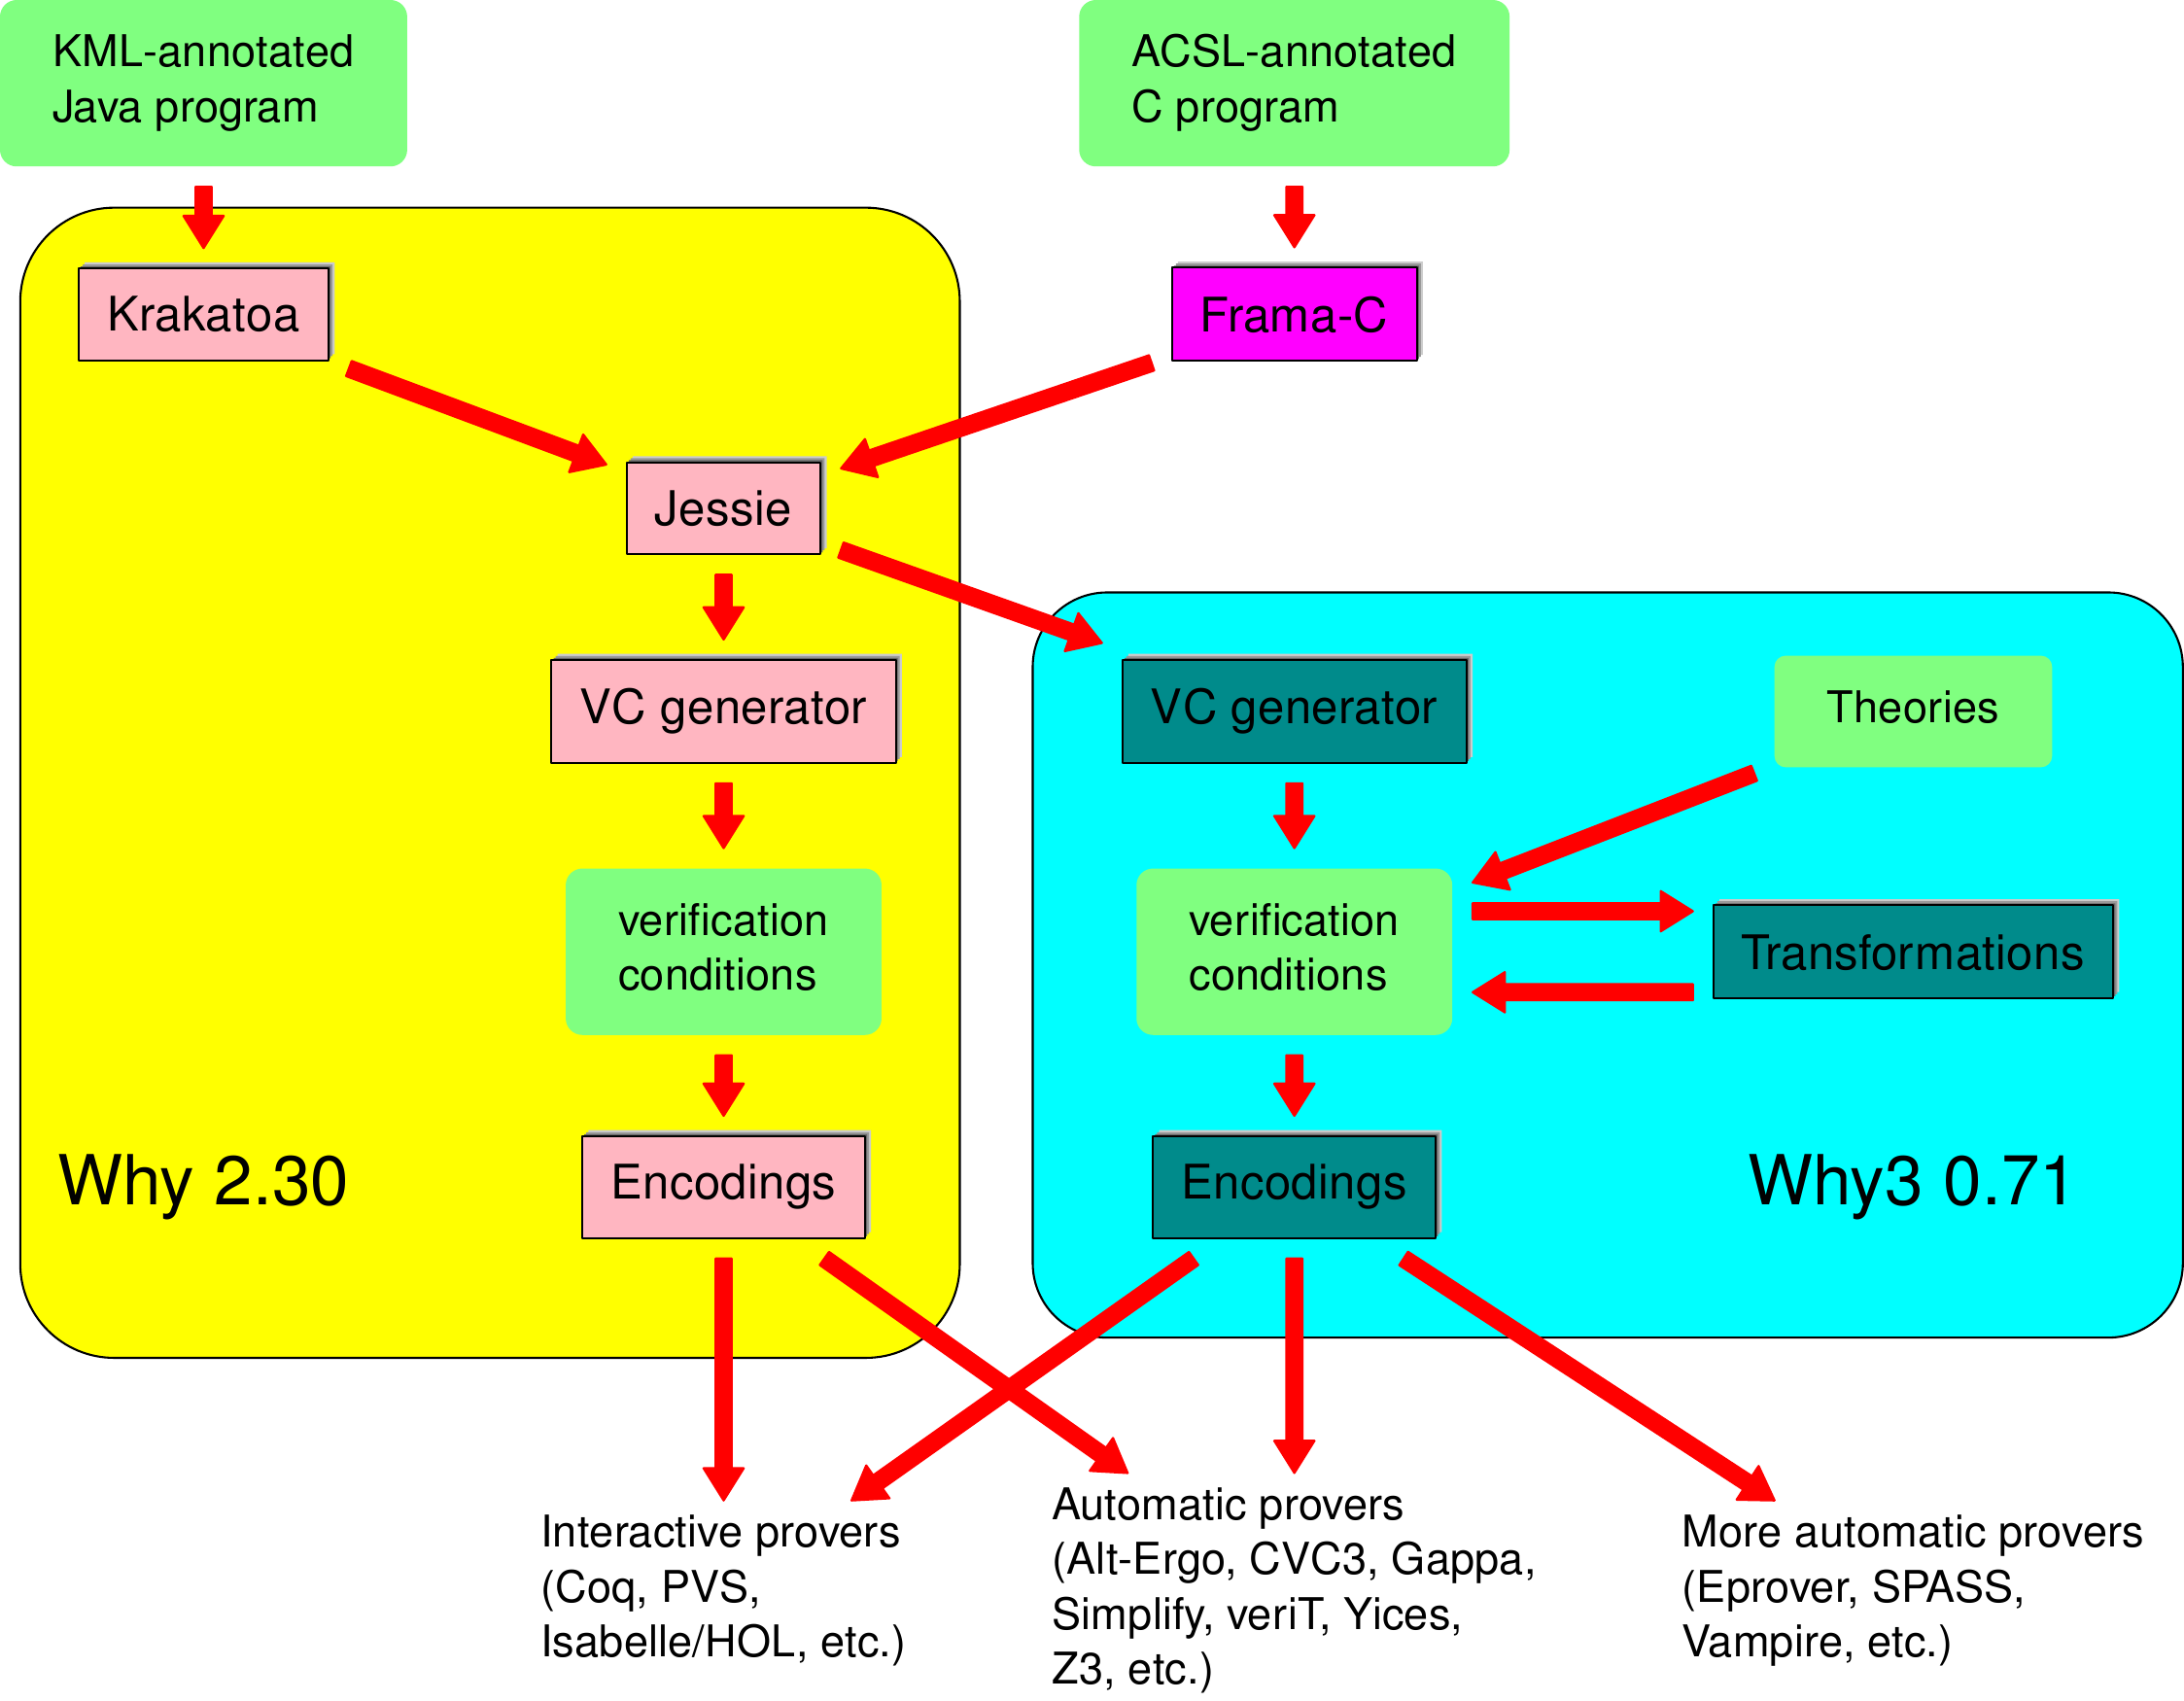 KML-annotated
Java program
ACSL-annotated
C program
Krakatoa
Frama-C
Jessie
VC generator
VC generator
Theories
verification
conditions
verification
conditions
Transformations
Why 2.30
Encodings
Encodings
Why3 0.71
Interactive provers
(Coq, PVS,
Isabelle/HOL, etc.)
Automatic provers
(Alt-Ergo, CVC3, Gappa,
Simplify, veriT, Yices,
Z3, etc.)
More automatic provers
(Eprover, SPASS,
Vampire, etc.)